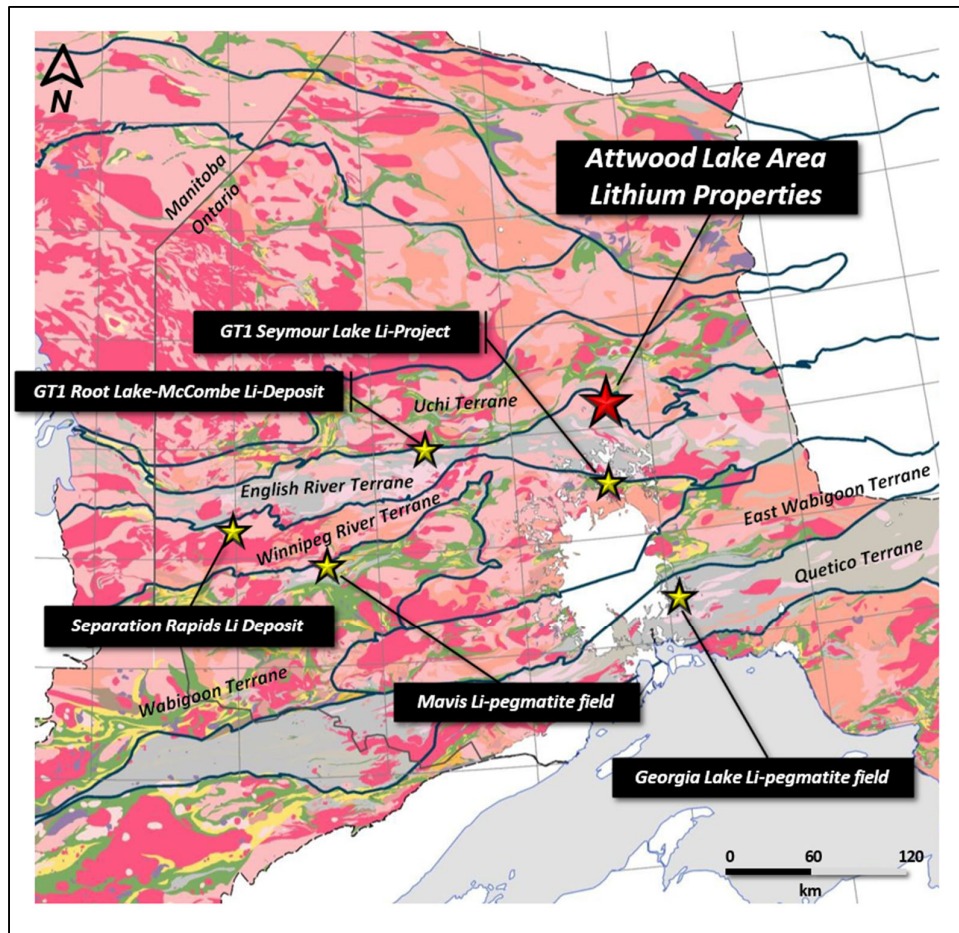 N
Manitoba
Ontario
Attwood Lake Area
Lithium Properties
GT1 Seymour Lake Li-Project
GT1 Root Lake-McCombe Li-Deposit
Uchi Terrane
English River Terrane
Winnipeg River Terrane
East Wabigoon Terrane
Quetico Terrane
Separation Rapids Li Deposit
Wabigoon Terrane
Mavis Li-pegmatite field
Georgia Lake Li-pegmatite field
0 60 120
km